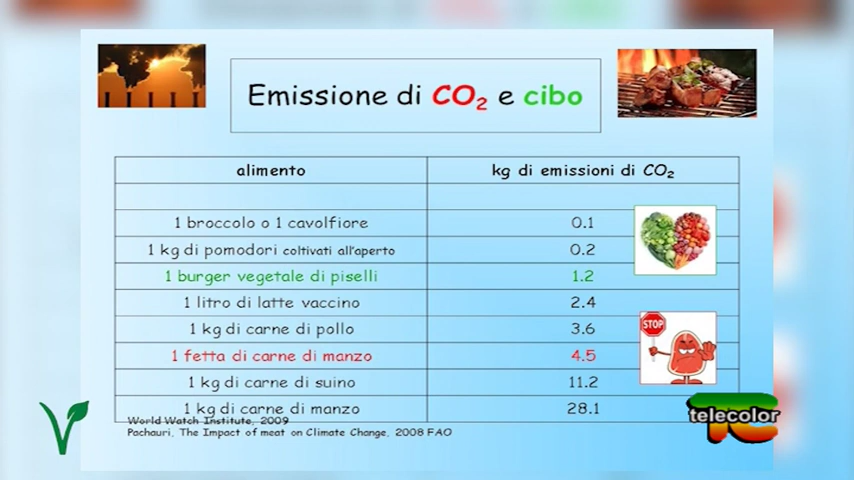 Emissione di CO₂ e cibo
alimento kg di emissioni di CO₂
1 broccolo o 1 cavolfiore 0.1
1 kg di pomodori coltivati all'aperto 0.2
1 burger vegetale di piselli 1.2
1 litro di latte vaccino 2.4
1 kg di carne di pollo 3.6
STOP
1 fetta di carne di manzo 4.5
1 kg di carne di suino 11.2
1 kg di carne di manzo 28.1
World Watch Institute, 2009
Pachauri, The Impact of meat on Climate Change, 2008 FAO
TC
telecolor